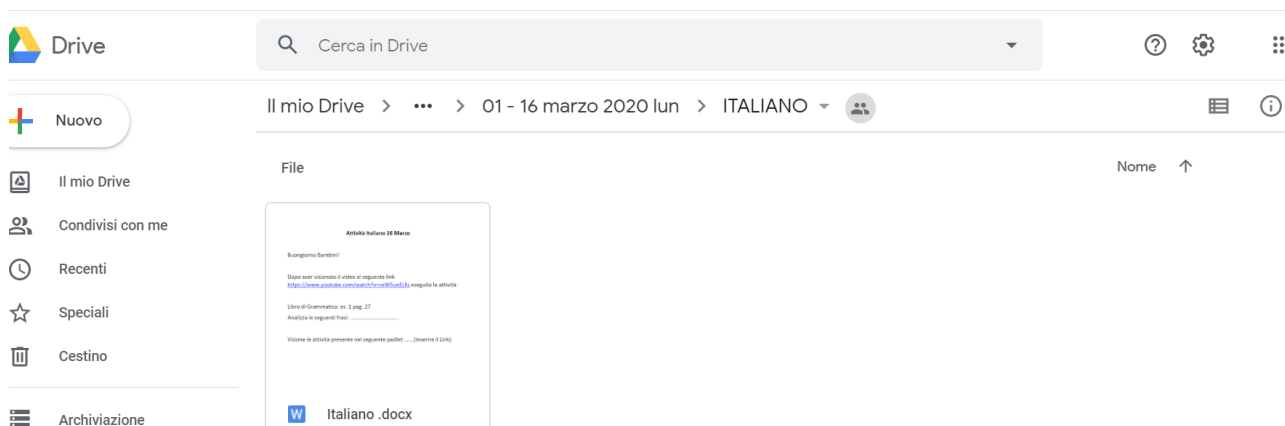 Drive
Cerca in Drive
Il mio Drive > ••• > 01 - 16 marzo 2020 lun > ITALIANO
Nuovo
File
Nome
Il mio Drive
Condivisi con me
Recenti
Speciali
Cestino
Archiviazione
Attività Italiano 16 Marzo
Buongiorno Bambini!
Dopo aver visionato il video al seguente link
eseguite le attività:
Libro di Grammatica: es. 1 pag. 27
Analizza le seguenti frasi: ...............................
Visione le attività presente nel seguente padlet: ......(inserire il Link)
W Italiano .docx